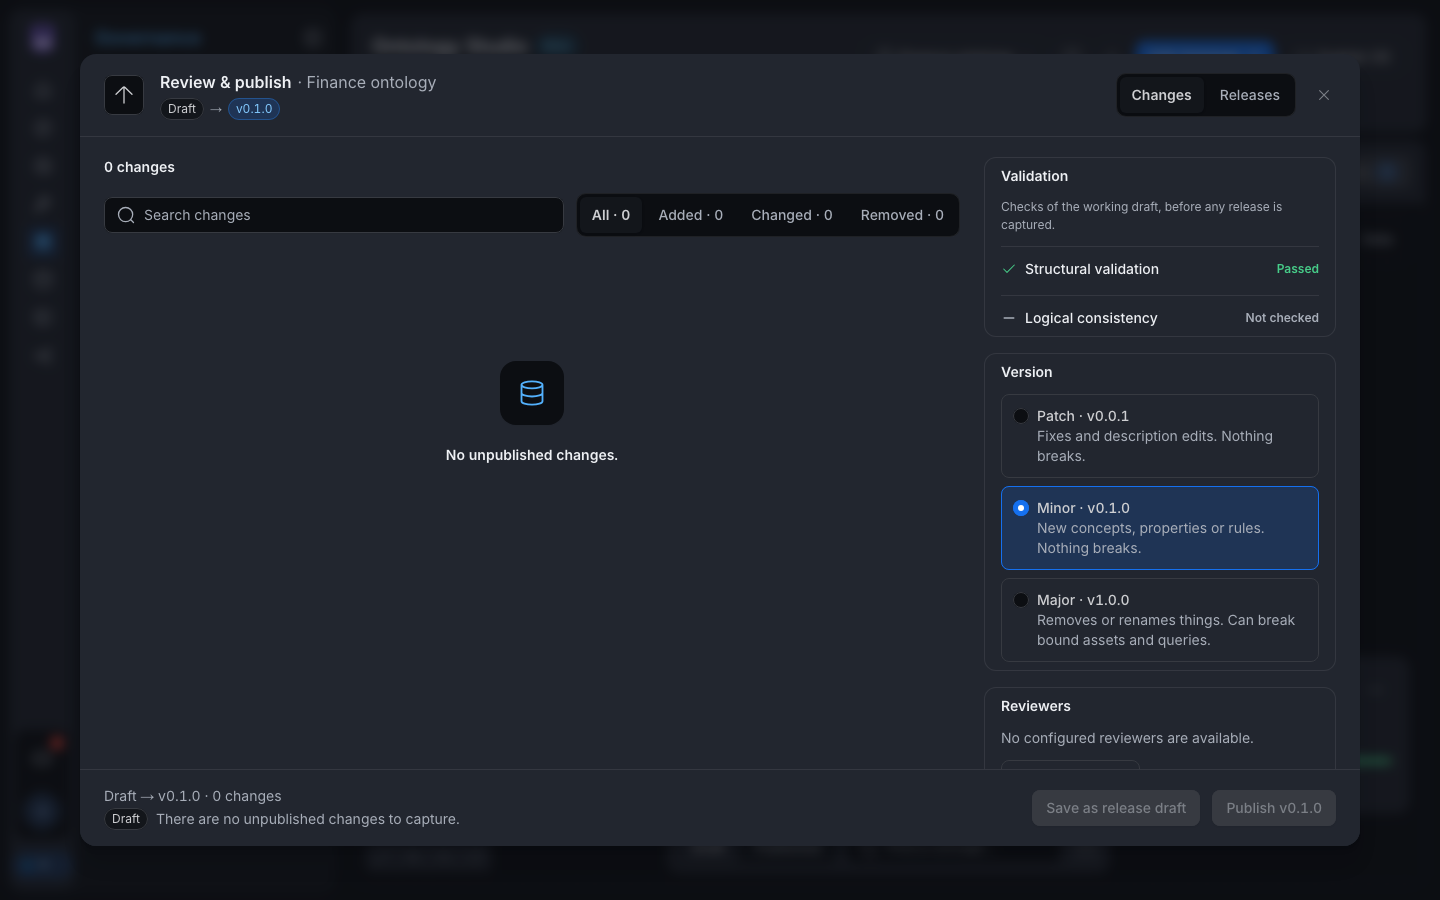 Review & publish · Finance ontology
Draft → v0.1.0
Changes Releases
0 changes
Search changes
All · 0 Added · 0 Changed · 0 Removed · 0
No unpublished changes.
Validation
Checks of the working draft, before any release is
captured.
Structural validation Passed
Logical consistency Not checked
Version
Patch · v0.0.1
Fixes and description edits. Nothing
breaks.
Minor · v0.1.0
New concepts, properties or rules.
Nothing breaks.
Major · v1.0.0
Removes or renames things. Can break
bound assets and queries.
Reviewers
No configured reviewers are available.
Draft → v0.1.0 · 0 changes
Draft There are no unpublished changes to capture.
Save as release draft Publish v0.1.0